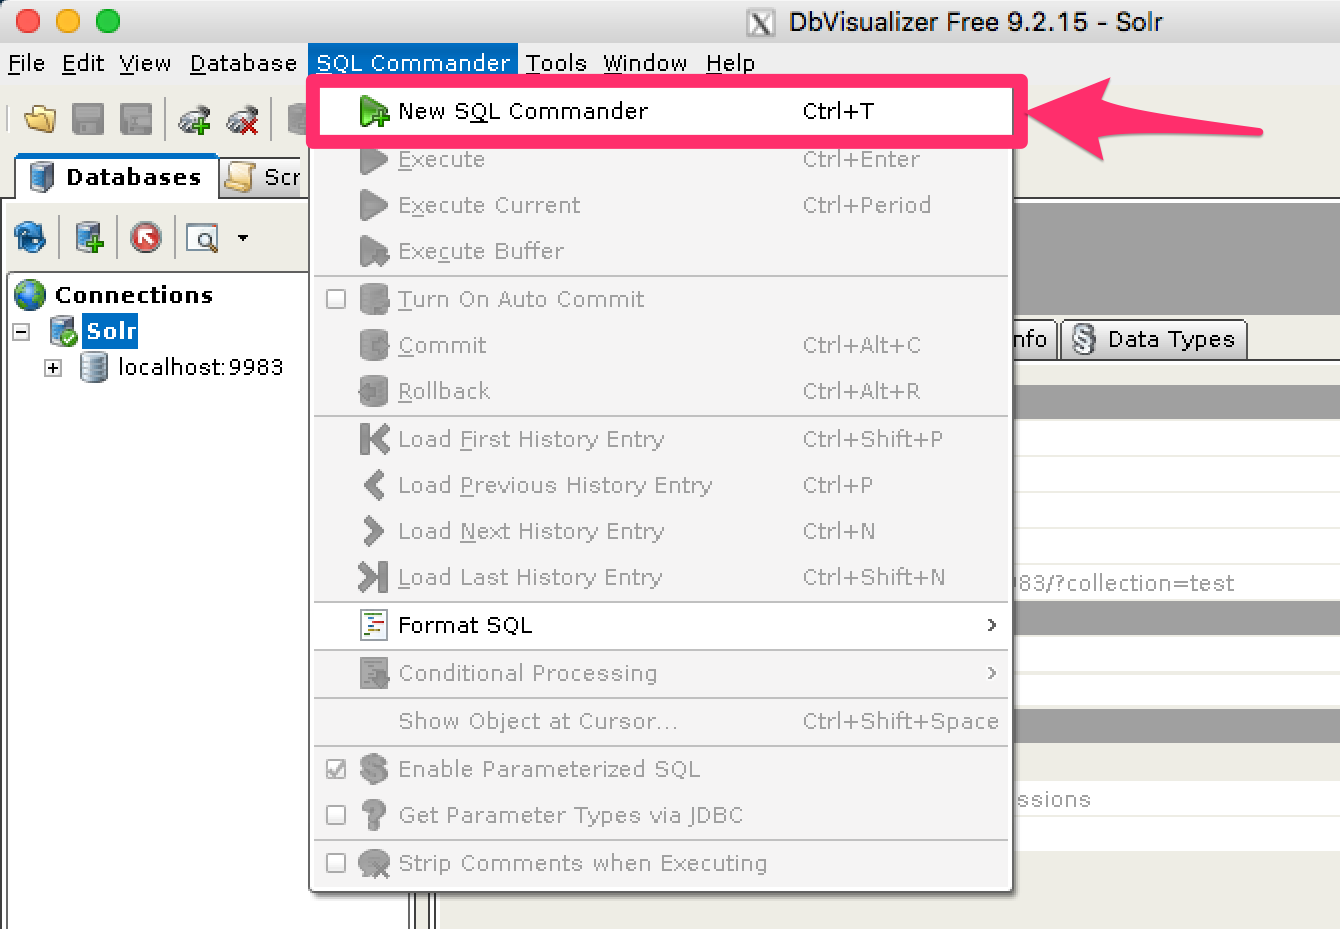 DbVisualizer Free 9.2.15 - Solr
File Edit View Database SQL Commander Tools Window Help
New SQL Commander Ctrl+T
Execute Ctrl+Enter
Databases Scr
Execute Current Ctrl+Period
Execute Buffer
Connections
Turn On Auto Commit
Solr
nfo Data Types
Commit Ctrl+Alt+C
localhost:9983
Rollback Ctrl+Alt+R
Load First History Entry Ctrl+Shift+P
Load Previous History Entry Ctrl+P
Load Next History Entry Ctrl+N
Load Last History Entry Ctrl+Shift+N
983/?collection=test
Format SQL
Conditional Processing
Show Object at Cursor... Ctrl+Shift+Space
Enable Parameterized SQL
ssions
Get Parameter Types via JDBC
Strip Comments when Executing